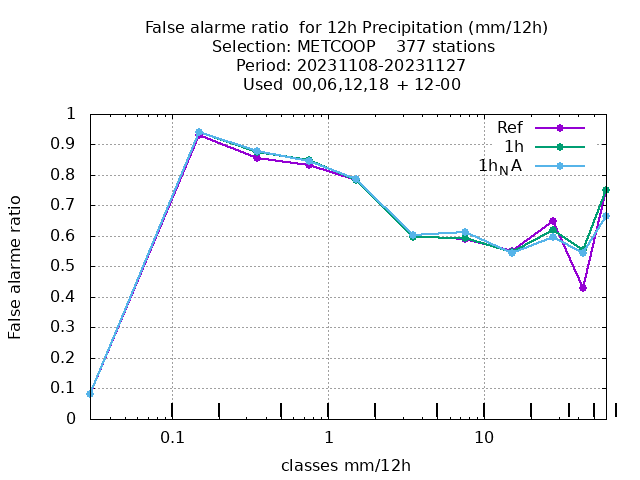 False alarme ratio  for 12h Precipitation (mm/12h)
Selection: METCOOP    377 stations
Period: 20231108-20231127
Used  00,06,12,18  + 12-00
Ref
1h
1h_NA
1
0.9
0.8
0.7
0.6
0.5
0.4
0.3
0.2
0.1
0
False alarme ratio
0.1
1
10
classes mm/12h